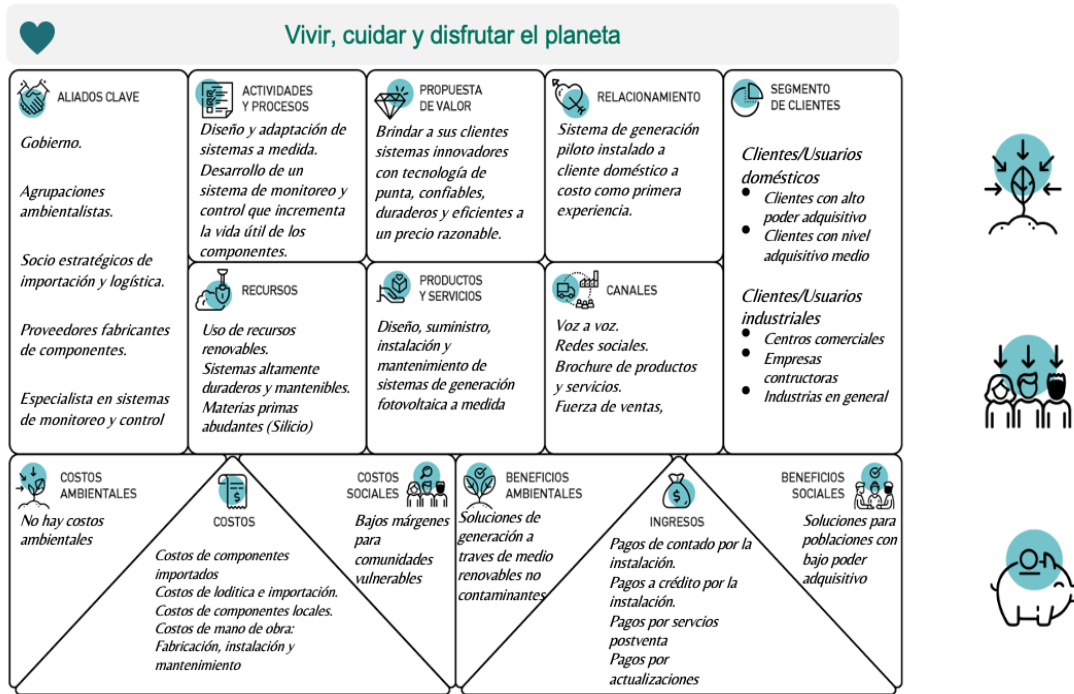 Vivir, cuidar y disfrutar el planeta
ALIADOS CLAVE
Gobierno.
Agrupaciones
ambientalistas.
Socio estratégicos de
importación y logística.
Proveedores fabricantes
de componentes.
Especialista en sistemas
de monitoreo y control
ACTIVIDADES
Y PROCESOS
Diseño y adaptación de
sistemas a medida.
Desarrollo de un
sistema de monitoreo y
control que incrementa
la vida útil de los
componentes.
RECURSOS
Uso de recursos
renovables.
Sistemas altamente
duraderos y mantenibles.
Materias primas
abudantes (Silicio)
PROPUESTA
DE VALOR
Brindar a sus clientes
sistemas innovadores
con tecnología de
punta, confiables,
duraderos y eficientes a
un precio razonable.
PRODUCTOS
Y SERVICIOS
Diseño, suministro,
instalación y
mantenimiento de
sistemas de generación
fotovoltaica a medida
RELACIONAMIENTO
Sistema de generación
piloto instalado a
cliente doméstico a
costo como primera
experiencia.
CANALES
Voz a voz.
Redes sociales.
Brochure de productos
y servicios.
Fuerza de ventas,
SEGMENTO
DE CLIENTES
Clientes/Usuarios
domésticos
• Clientes con alto
poder adquisitivo
• Clientes con nivel
adquisitivo medio
Clientes/Usuarios
industriales
• Centros comerciales
• Empresas
contructoras
• Industrias en general
COSTOS
AMBIENTALES
No hay costos
ambientales
COSTOS
Costos de componentes
importados
Costos de loditica e importación.
Costos de componentes locales.
Costos de mano de obra:
Fabricación, instalación y
mantenimiento
COSTOS
SOCIALES
Bajos márgenes
para
comunidades
vulnerables
BENEFICIOS
AMBIENTALES
Soluciones de
generación a
traves de medio
renovables no
contaminantes
INGRESOS
Pagos de contado por la
instalación.
Pagos a crédito por la
instalación.
Pagos por servcios
postventa
Pagos por
actualizaciones
BENEFICIOS
SOCIALES
Soluciones para
poblaciones con
bajo poder
adquisitivo